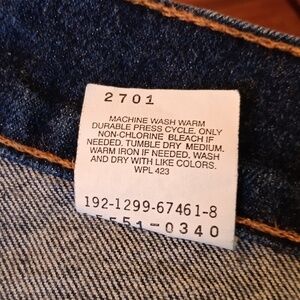 2701
MACHINE WASH WARM
DURABLE PRESS CYCLE. ONLY
NON-CHLORINE BLEACH IF
NEEDED. TUMBLE DRY MEDIUM.
WARM IRON IF NEEDED. WASH
AND DRY WITH LIKE COLORS.
WPL 423
192-1299-67461-8
551-0340